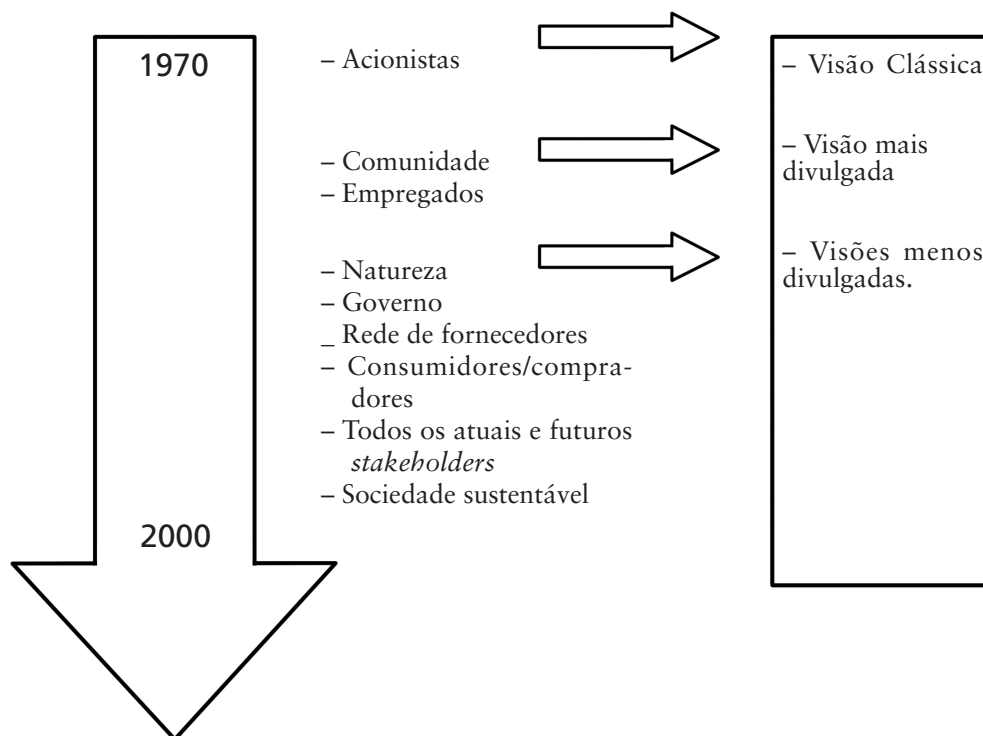 1970
– Acionistas
– Comunidade
– Empregados
– Natureza
– Governo
_ Rede de fornecedores
– Consumidores/compra-
dores
– Todos os atuais e futuros
stakeholders
– Sociedade sustentável
2000
– Visão Clássica
– Visão mais
divulgada
– Visões menos
divulgadas.